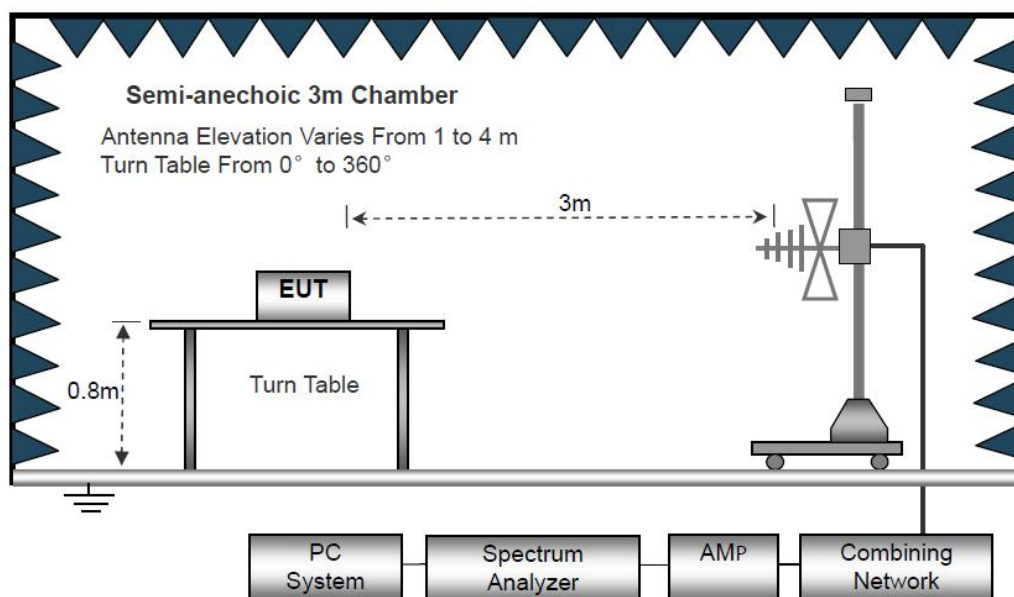 Semi-anechoic 3m Chamber
Antenna Elevation Varies From 1 to 4 m
Turn Table From 0° to 360°
3m
EUT
0.8m
Turn Table
PC
System
Spectrum
Analyzer
AMP
Combining
Network